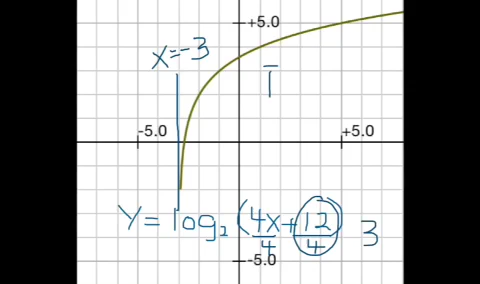 +5.0
x=-3
-5.0 +5.0
Y = log₂ (4x/4 + 12/4) 3
-5.0